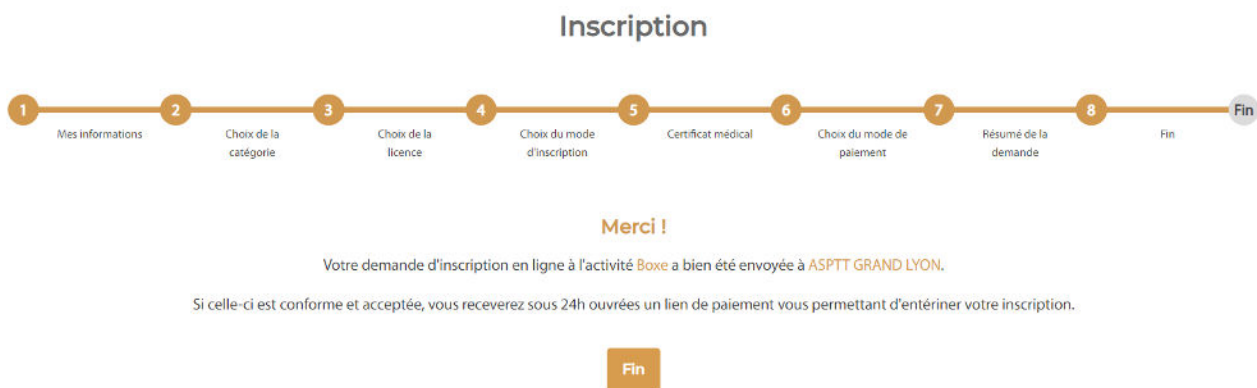 Inscription
1 2 3 4 5 6 7 8 Fin
Mes informations
Choix de la
catégorie
Choix de la
licence
Choix du mode
d'inscription
Certificat médical
Choix du mode de
paiement
Résumé de la
demande
Fin
Merci !
Votre demande d'inscription en ligne à l'activité Boxe a bien été envoyée à ASPTT GRAND LYON.
Si celle-ci est conforme et acceptée, vous receverez sous 24h ouvrées un lien de paiement vous permettant d'entériner votre inscription.
Fin